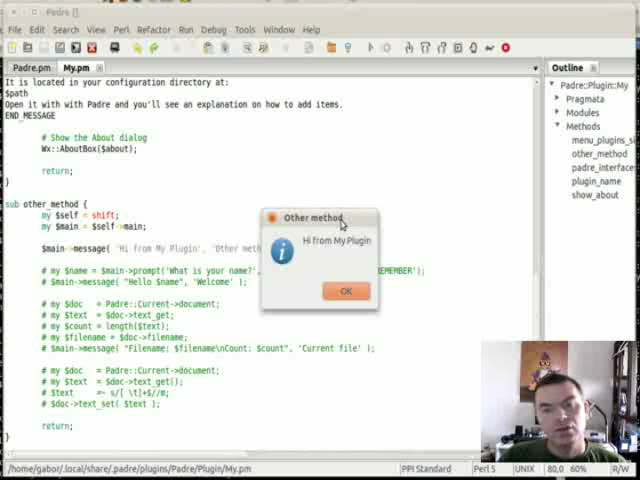 Padre []
File Edit Search View Perl Refactor Run Debug Tools Window Help
Padre.pm My.pm
Outline
It is located in your configuration directory at:
$path
Open it with with Padre and you'll see an explanation on how to add items.
END_MESSAGE
# Show the About dialog
Wx::AboutBox($about);
return;
}
sub other_method {
my $self = shift;
my $main = $self->main;
$main->message( 'Hi from My Plugin', 'Other meth
# my $name = $main->prompt('What is your name?', REMEMBER');
# $main->message( "Hello $name", 'Welcome' );
# my $doc = Padre::Current->document;
# my $text = $doc->text_get;
# my $count = length($text);
# my $filename = $doc->filename;
# $main->message( "Filename: $filename\nCount: $count", 'Current file' );
# my $doc = Padre::Current->document;
# my $text = $doc->text_get();
# $text =~ s/[ \t]+$//m;
# $doc->text_set( $text );
return;
}
Other method
Hi from My Plugin
OK
Padre::Plugin::My
Pragmata
Modules
Methods
menu_plugins_si
other_method
padre_interfaces
plugin_name
show_about
/home/gabor/.local/share/.padre/plugins/Padre/Plugin/My.pm PPI Standard Perl 5 UNIX 80,0 60% R/W